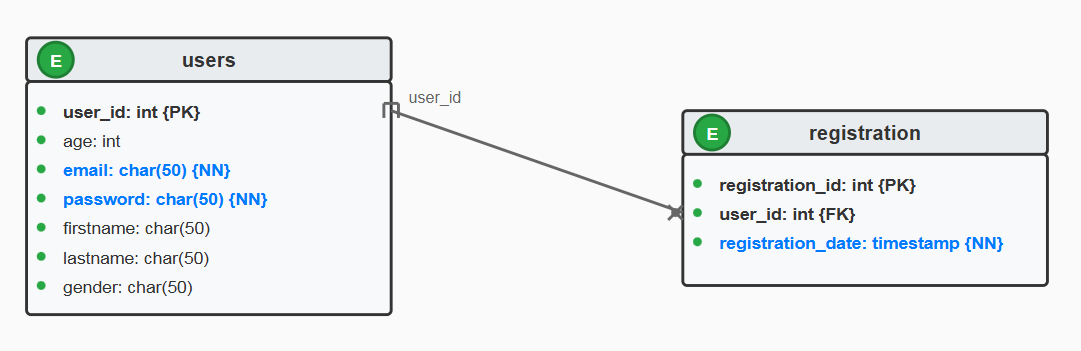 E users
user_id: int {PK}
age: int
email: char(50) {NN}
password: char(50) {NN}
firstname: char(50)
lastname: char(50)
gender: char(50)
user_id
E registration
registration_id: int {PK}
user_id: int {FK}
registration_date: timestamp {NN}